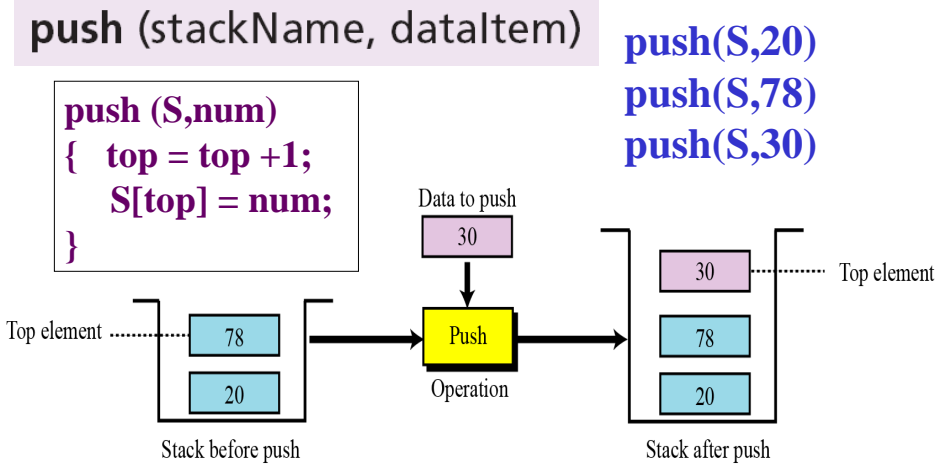 push (stackName, dataItem)
push(S,20)
push(S,78)
push(S,30)
push (S,num)
{ top = top +1;
S[top] = num;
}
Data to push
30
Top element
78
20
Stack before push
Push
Operation
30
Top element
78
20
Stack after push